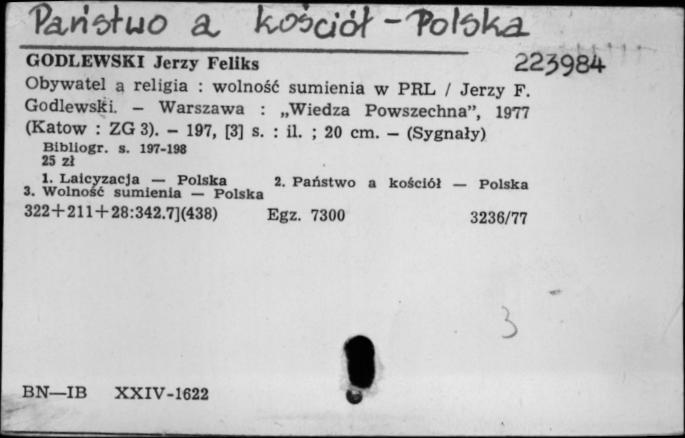 Państwo a kościół - Polska
GODLEWSKI Jerzy Feliks 223984
Obywatel a religia : wolność sumienia w PRL / Jerzy F.
Godlewski. — Warszawa : „Wiedza Powszechna”, 1977
(Katow : ZG 3). — 197, [3] s. : il. ; 20 cm. — (Sygnały)
Bibliogr. s. 197-198
25 zł
1. Laicyzacja — Polska 2. Państwo a kościół — Polska
3. Wolność sumienia — Polska
322+211+28:342.7](438) Egz. 7300 3236/77
3
BN—IB XXIV-1622